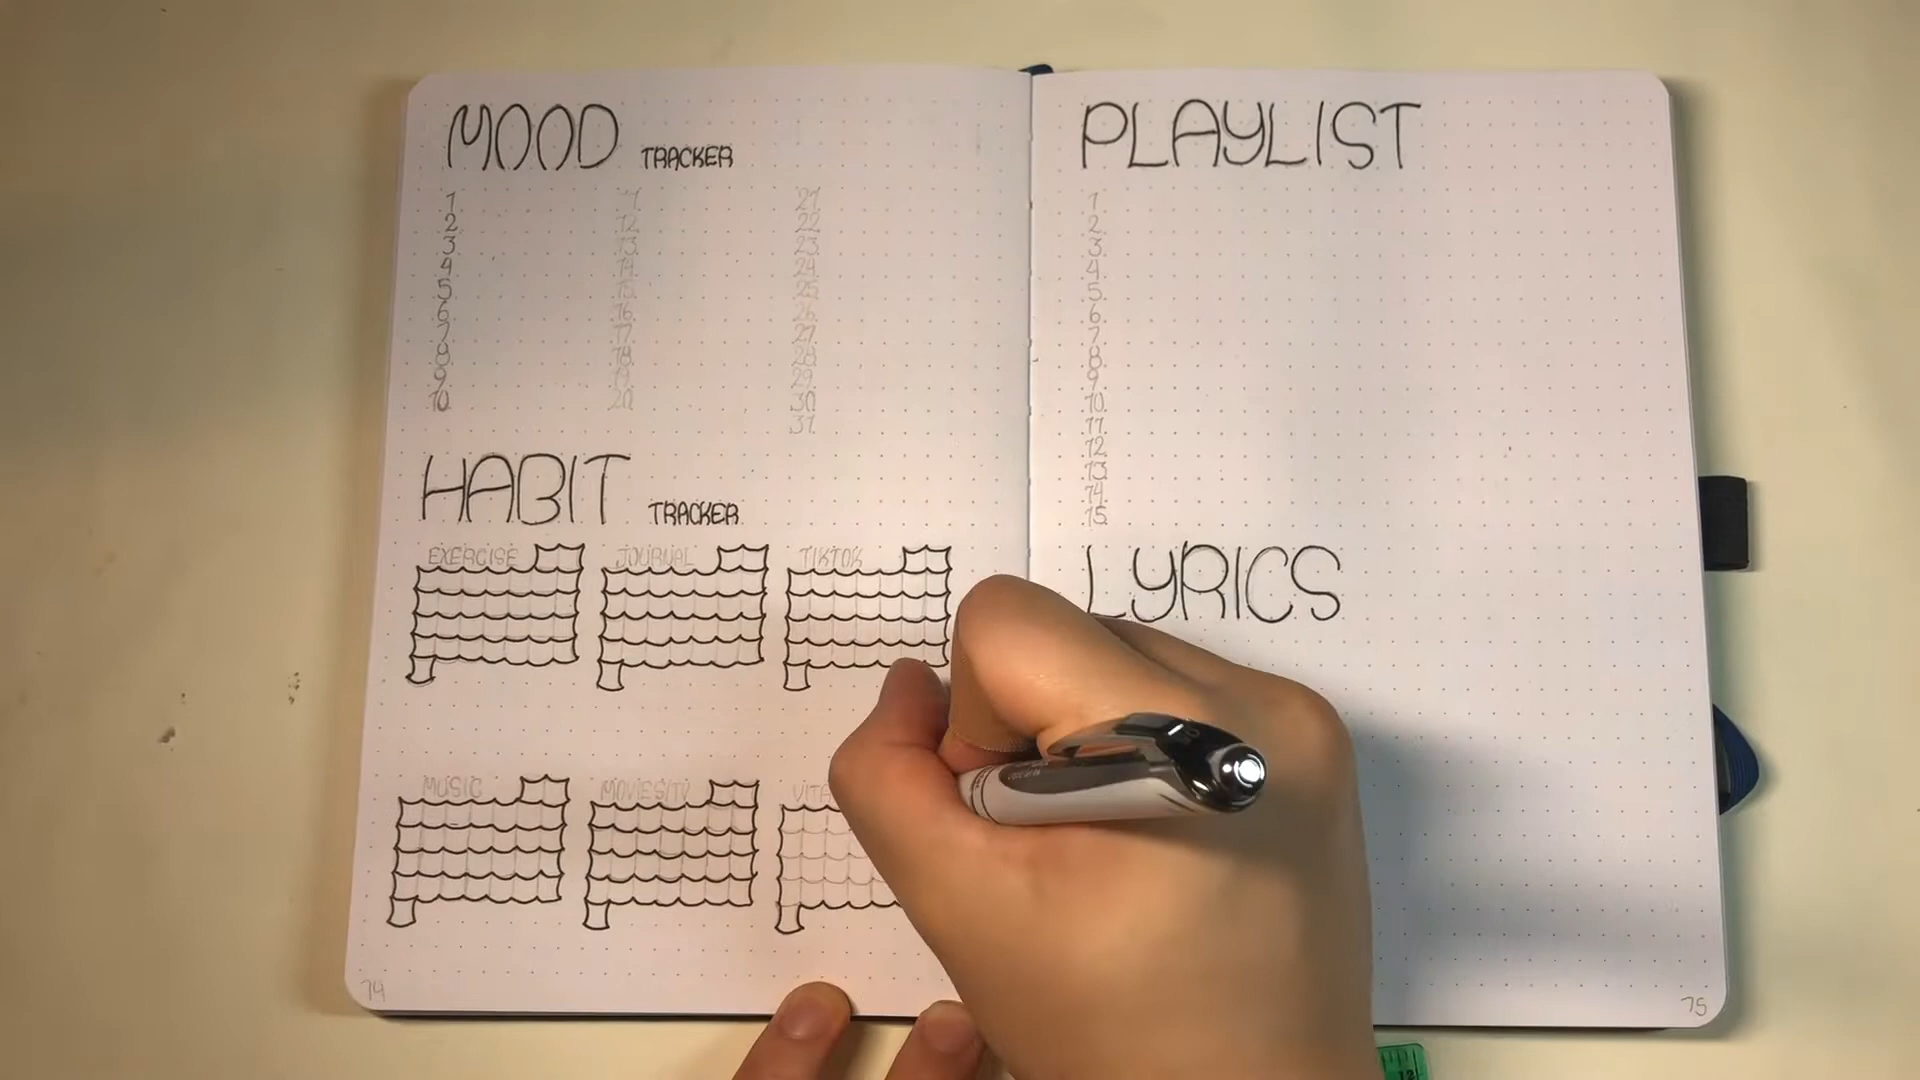 MOOD TRACKER
1 11 21
2 12 22
3 13 23
4 14 24
5 15 25
6 16 26
7 17 27
8 18 28
9 19 29
10 20 30
31
HABIT TRACKER
EXERCISE JOURNAL TIKTOK
MUSIC MOVIES/TV
74
PLAYLIST
1
2
3
4
5
6
7
8
9
10
11
12
13
14
15
LYRICS
75
12